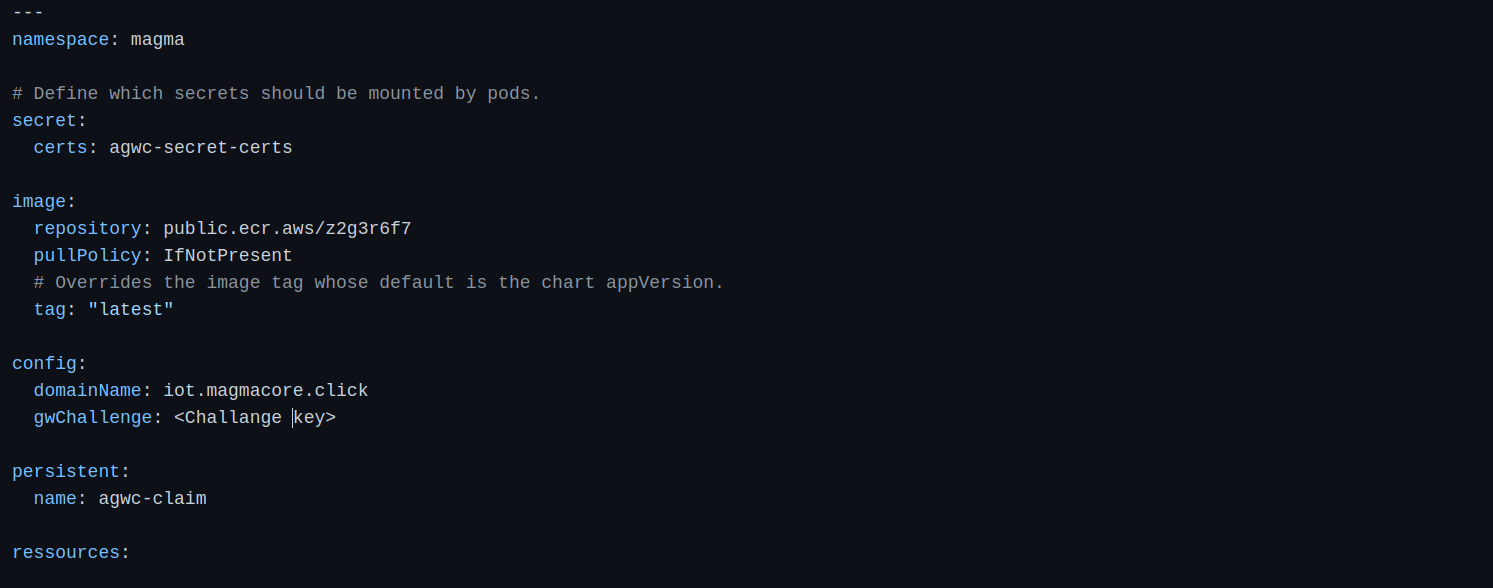 ---
namespace: magma
# Define which secrets should be mounted by pods.
secret:
  certs: agwc-secret-certs
image:
  repository: public.ecr.aws/z2g3r6f7
  pullPolicy: IfNotPresent
  # Overrides the image tag whose default is the chart appVersion.
  tag: "latest"
config:
  domainName: iot.magmacore.click
  gwChallenge: <Challange key>
persistent:
  name: agwc-claim
ressources: